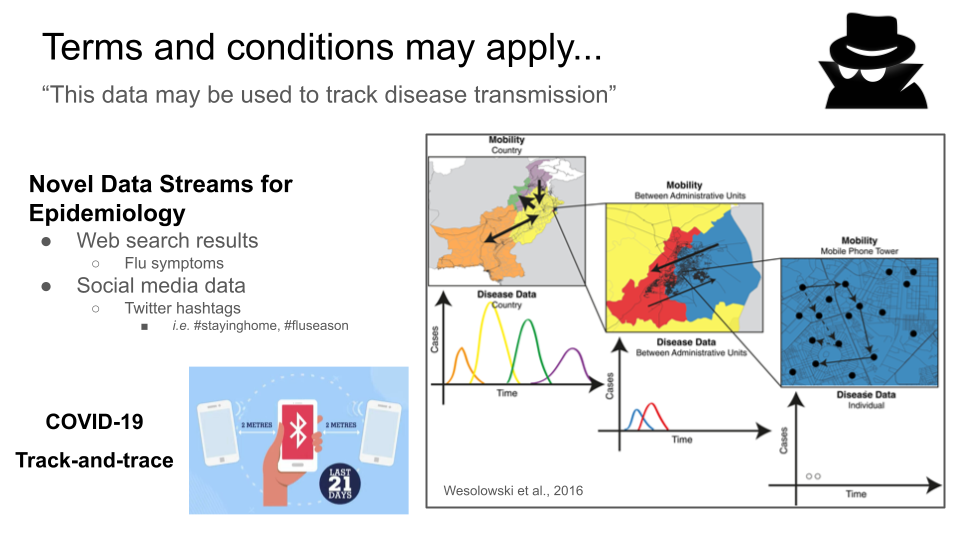 Terms and conditions may apply...
“This data may be used to track disease transmission”
Novel Data Streams for
Epidemiology
● Web search results
○ Flu symptoms
● Social media data
○ Twitter hashtags
■ i.e. #stayinghome, #fluseason
COVID-19
Track-and-trace
2 METRES
2 METRES
LAST
21
DAYS
Mobility
Country
Disease Data
Country
Cases
Time
Mobility
Between Administrative Units
Disease Data
Between Administrative Units
Cases
Time
Mobility
Mobile Phone Tower
Disease Data
Individual
Cases
Time
Wesolowski et al., 2016